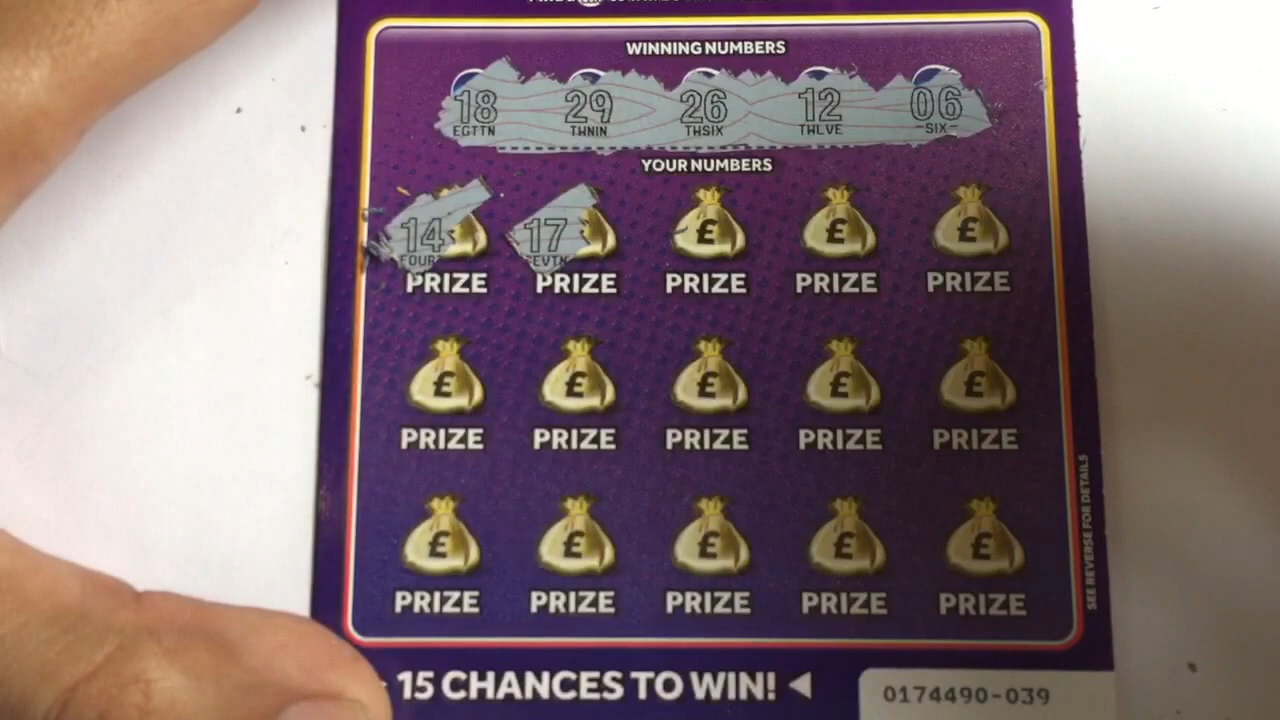 WINNING NUMBERS
18 29 26 12 06
EGTTN TWNIN TWSIX TWLVE -SIX-
YOUR NUMBERS
14 17 £ £ £
FOUR EVTN
PRIZE PRIZE PRIZE PRIZE PRIZE
£ £ £ £ £
PRIZE PRIZE PRIZE PRIZE PRIZE
£ £ £ £ £
PRIZE PRIZE PRIZE PRIZE PRIZE
SEE REVERSE FOR DETAILS
15 CHANCES TO WIN!
0174490-039